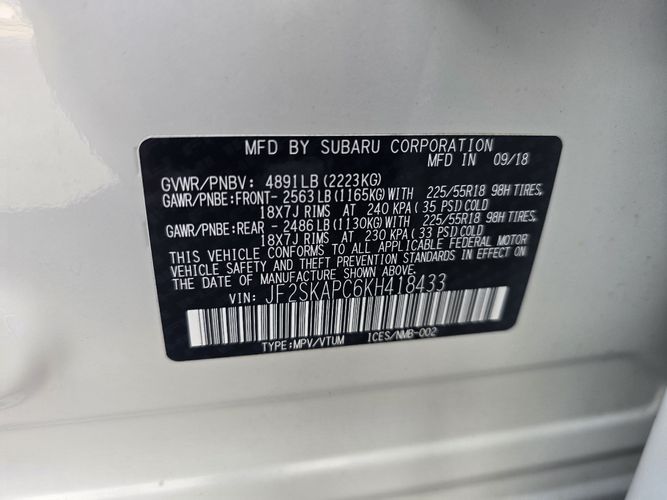 MFD BY SUBARU CORPORATION
MFD IN 09/18
GVWR/PNBV: 4891LB(2223KG)
GAWR/PNBE:FRONT-2563LB(1165KG)WITH 225/55R18 98H TIRES,
18X7J RIMS AT 240 KPA(35 PSI)COLD
GAWR/PNBE:REAR -2486LB(1130KG)WITH 225/55R18 98H TIRES,
18X7J RIMS AT 230 KPA(33 PSI)COLD
THIS VEHICLE CONFORMS TO ALL APPLICABLE FEDERAL MOTOR
VEHICLE SAFETY AND THEFT PREVENTION STANDARDS IN EFFECT ON
THE DATE OF MANUFACTURE SHOWN ABOVE.
VIN: JF2SKAPC6KH418433
TYPE:MPV/VTUM ICES/NMB-002